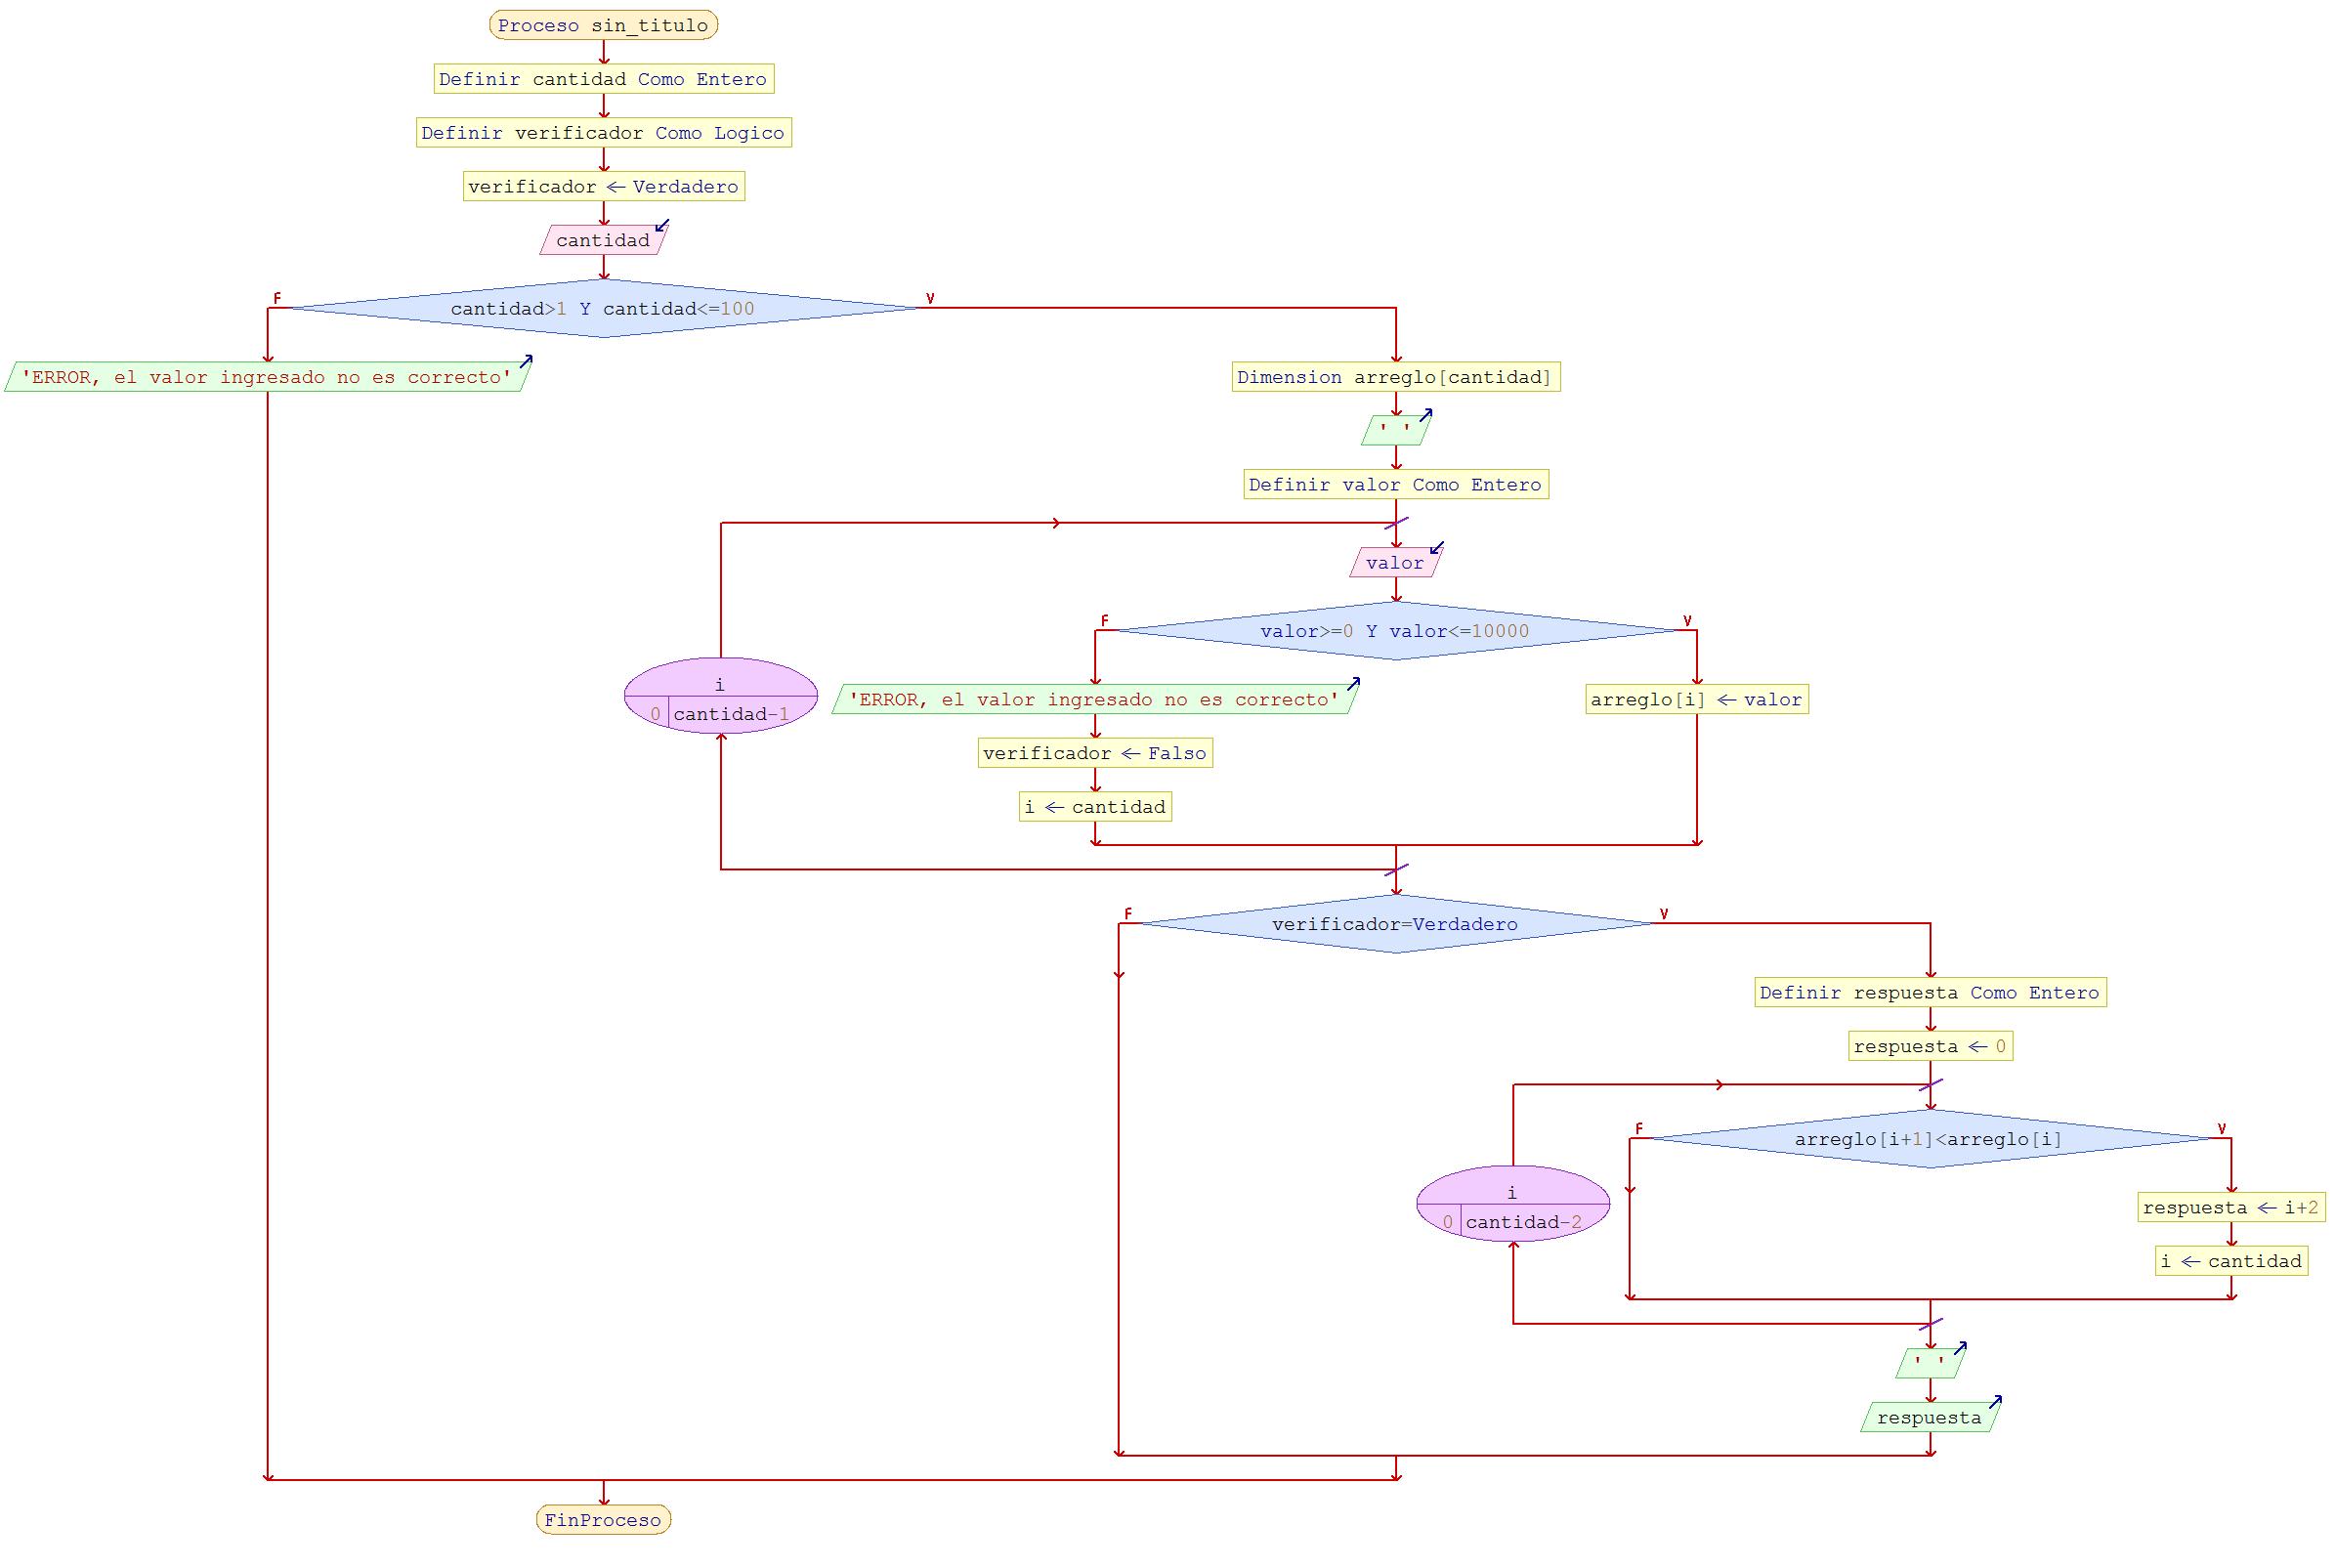 Proceso sin_titulo
Definir cantidad Como Entero
Definir verificador Como Logico
verificador ← Verdadero
cantidad
F
cantidad>1 Y cantidad<=100
V
'ERROR, el valor ingresado no es correcto'
Dimension arreglo[cantidad]
' '
Definir valor Como Entero
valor
F
valor>=0 Y valor<=10000
V
i
0 cantidad-1
'ERROR, el valor ingresado no es correcto'
arreglo[i] ← valor
verificador ← Falso
i ← cantidad
F
verificador=Verdadero
V
Definir respuesta Como Entero
respuesta ← 0
F
arreglo[i+1]<arreglo[i]
V
i
0 cantidad-2
respuesta ← i+2
i ← cantidad
' '
respuesta
FinProceso